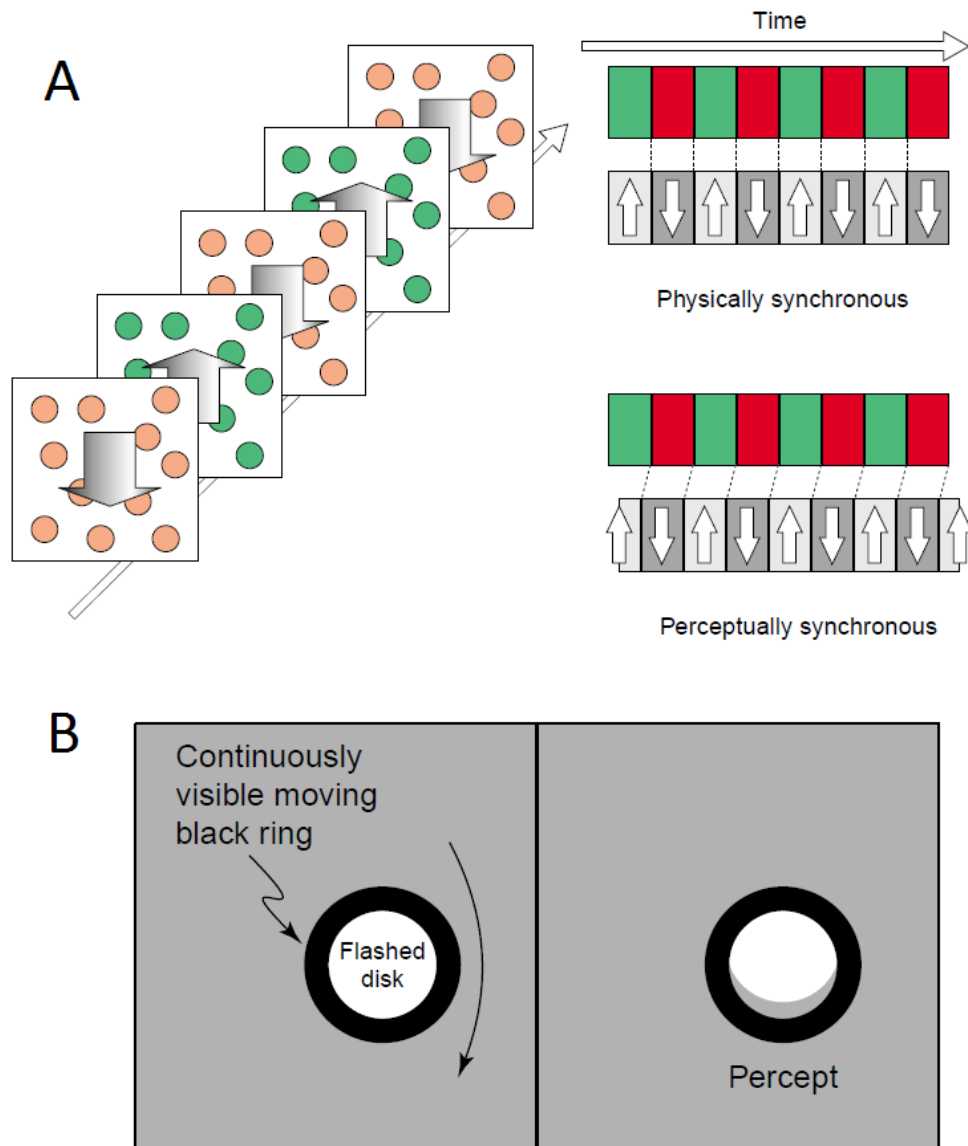 A
Time
Physically synchronous
Perceptually synchronous
B
Continuously
visible moving
black ring
Flashed
disk
Percept